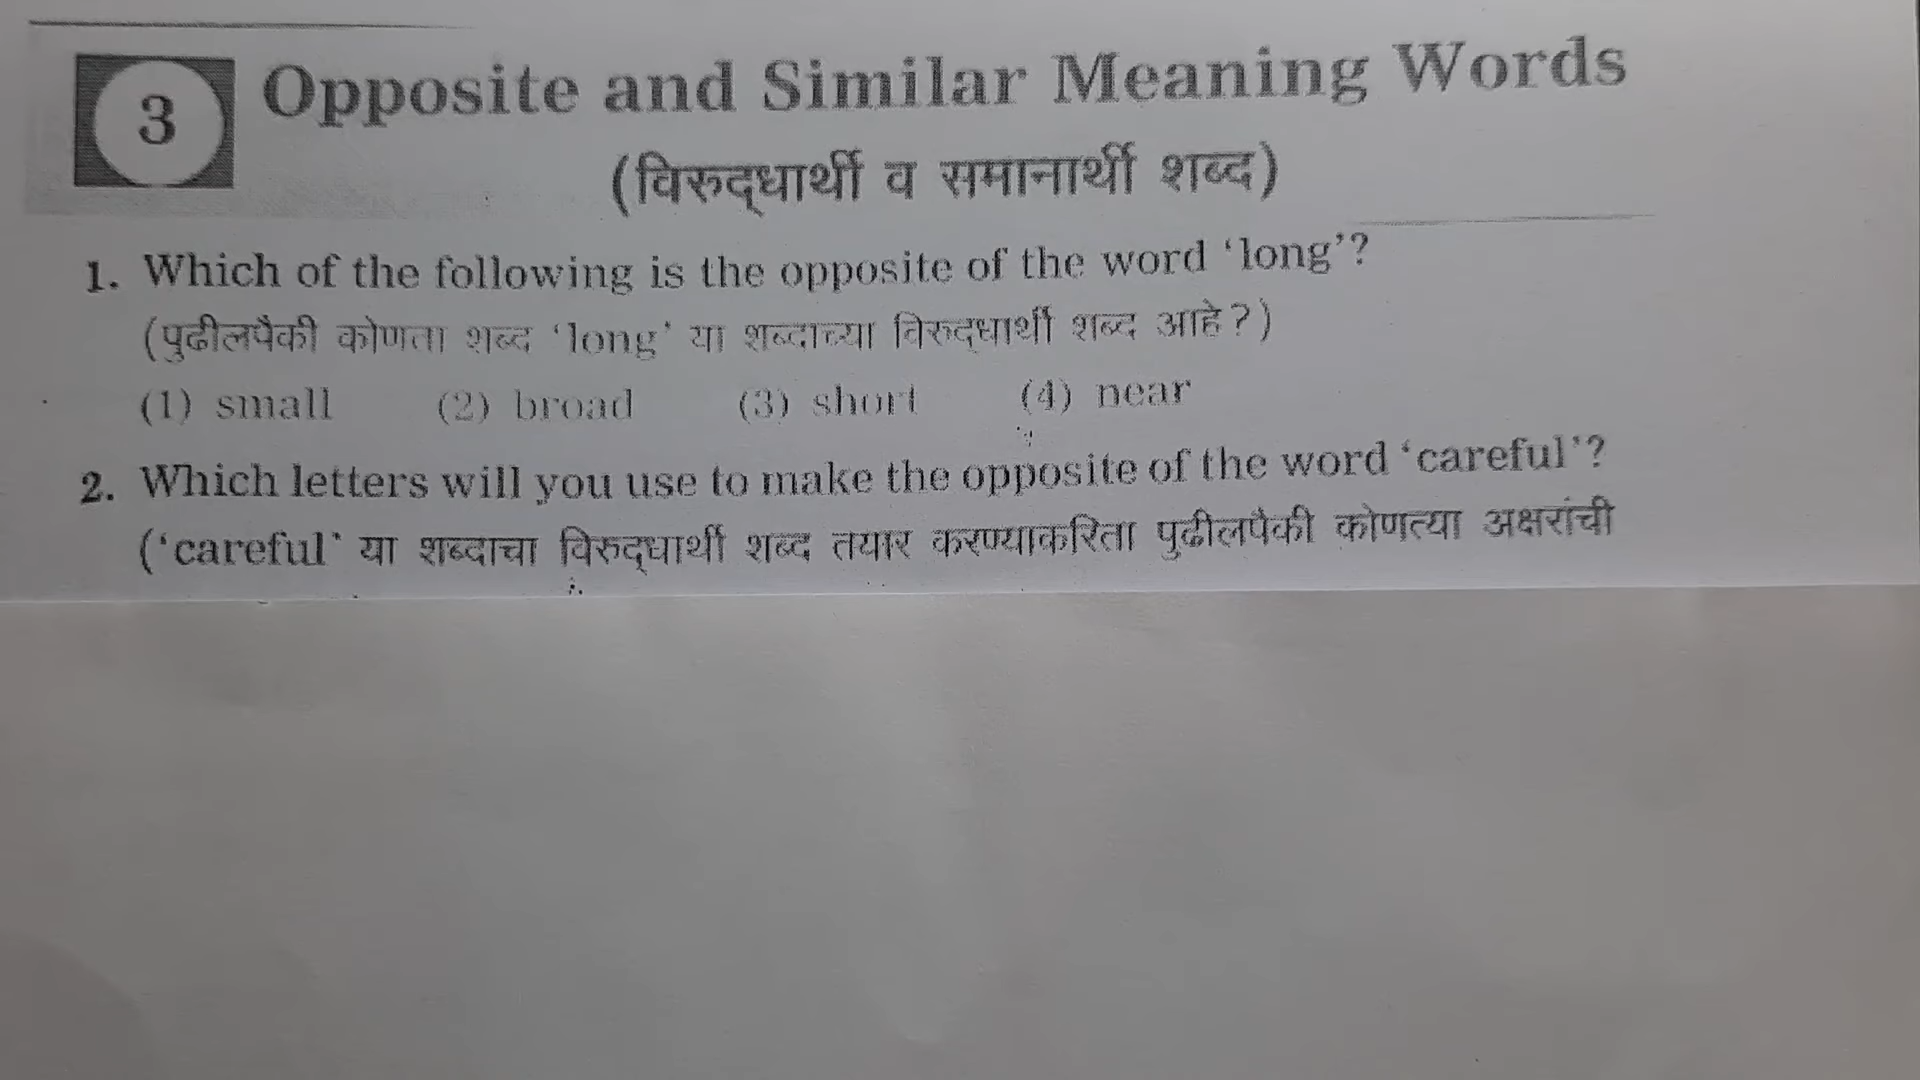 3 Opposite and Similar Meaning Words
(विरुद्धार्थी व समानार्थी शब्द)
1. Which of the following is the opposite of the word ‘long’?
(पुढीलपैकी कोणता शब्द ‘long’ या शब्दाच्या विरुद्धार्थी शब्द आहे?)
(1) small (2) broad (3) short (4) near
2. Which letters will you use to make the opposite of the word ‘careful’?
(‘careful’ या शब्दाचा विरुद्धार्थी शब्द तयार करण्याकरिता पुढीलपैकी कोणत्या अक्षरांची